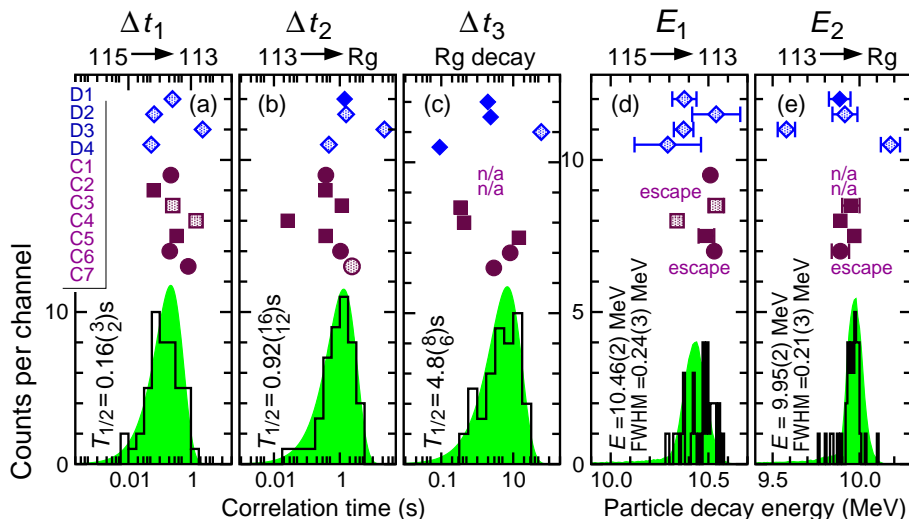 Δt1 Δt2 Δt3 E1 E2
115 → 113 113 → Rg Rg decay 115 → 113 113 → Rg
D1
D2
D3
D4
C1
C2
C3
C4
C5
C6
C7
(a) (b) (c) (d) (e)
n/a
n/a
escape
escape
n/a
n/a
escape
10
5
10
5
0
0
Counts per channel
T1/2 = 0.16(3 2)s
T1/2 = 0.92(16 12)s
T1/2 = 4.8(8 6)s
E =10.46(2) MeV
FWHM =0.24(3) MeV
E = 9.95(2) MeV
FWHM =0.21(3) MeV
0.01 1 0.01 1 0.1 10 10.0 10.5 9.5 10.0
Correlation time (s) Particle decay energy (MeV)